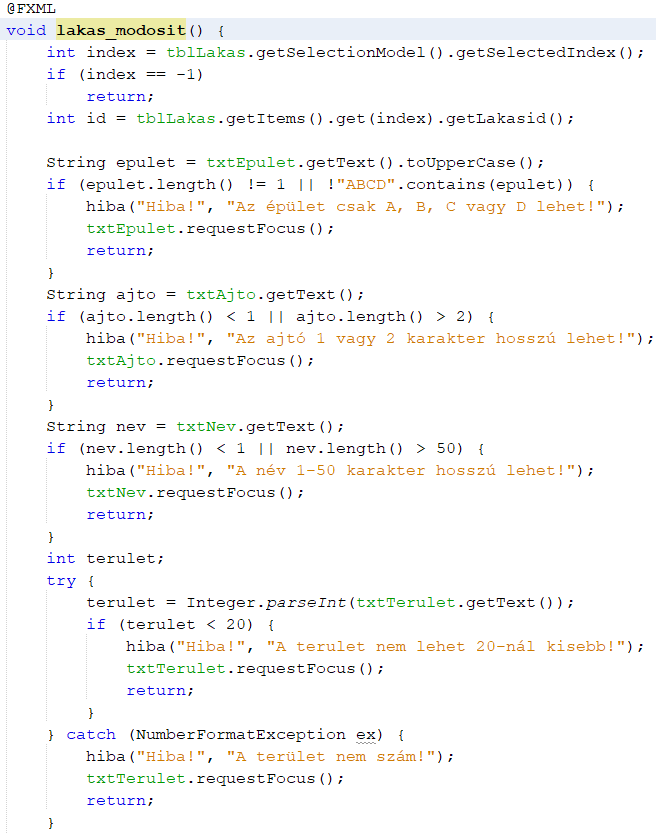 @FXML
void lakas_modosit() {
    int index = tblLakas.getSelectionModel().getSelectedIndex();
    if (index == -1)
        return;
    int id = tblLakas.getItems().get(index).getLakasid();

    String epulet = txtEpulet.getText().toUpperCase();
    if (epulet.length() != 1 || !"ABCD".contains(epulet)) {
        hiba("Hiba!", "Az épület csak A, B, C vagy D lehet!");
        txtEpulet.requestFocus();
        return;
    }
    String ajto = txtAjto.getText();
    if (ajto.length() < 1 || ajto.length() > 2) {
        hiba("Hiba!", "Az ajtó 1 vagy 2 karakter hosszú lehet!");
        txtAjto.requestFocus();
        return;
    }
    String nev = txtNev.getText();
    if (nev.length() < 1 || nev.length() > 50) {
        hiba("Hiba!", "A név 1-50 karakter hosszú lehet!");
        txtNev.requestFocus();
        return;
    }
    int terulet;
    try {
        terulet = Integer.parseInt(txtTerulet.getText());
        if (terulet < 20) {
            hiba("Hiba!", "A terulet nem lehet 20-nál kisebb!");
            txtTerulet.requestFocus();
            return;
        }
    } catch (NumberFormatException ex) {
        hiba("Hiba!", "A terület nem szám!");
        txtTerulet.requestFocus();
        return;
    }